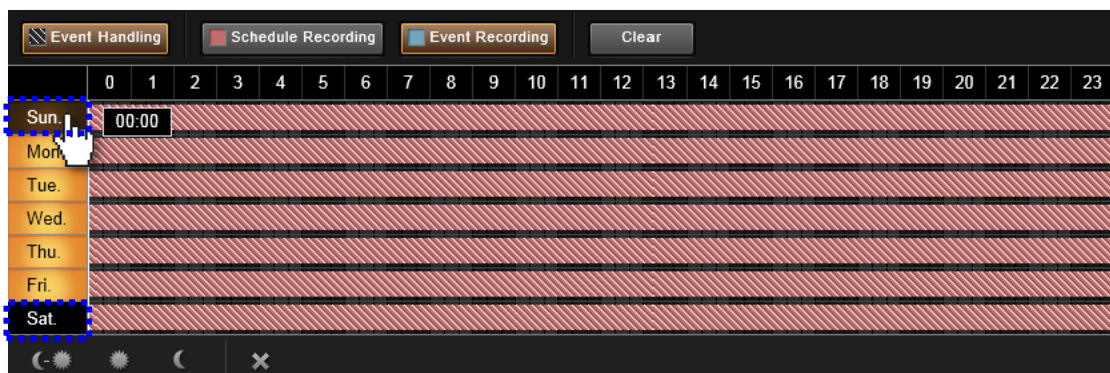 Event Handling Schedule Recording Event Recording Clear
0 1 2 3 4 5 6 7 8 9 10 11 12 13 14 15 16 17 18 19 20 21 22 23
Sun. 00:00
Mon
Tue.
Wed.
Thu.
Fri.
Sat.